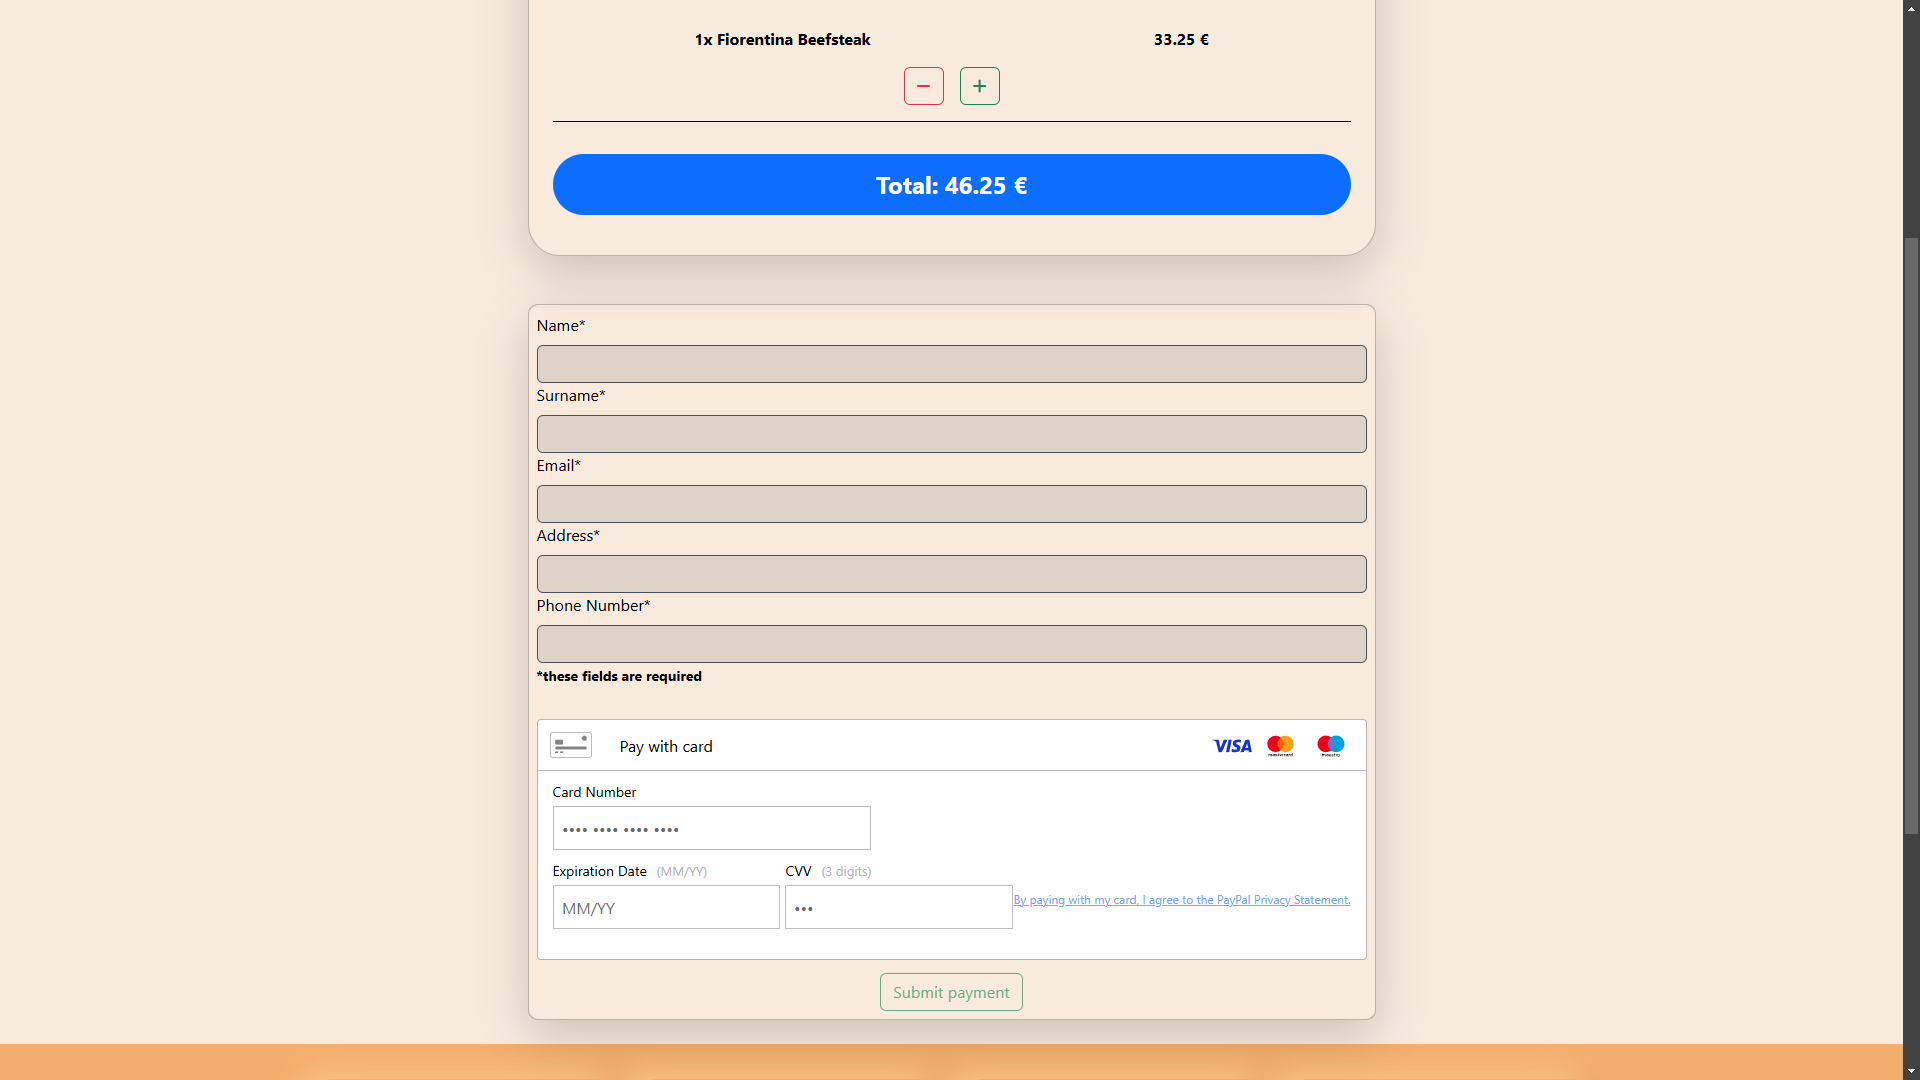 1x Fiorentina Beefsteak 33.25 €
− +
Total: 46.25 €
Name*
Surname*
Email*
Address*
Phone Number*
*these fields are required
Pay with card VISA mastercard maestro
Card Number
•••• •••• •••• ••••
Expiration Date (MM/YY) CVV (3 digits)
MM/YY ••• By paying with my card, I agree to the PayPal Privacy Statement.
Submit payment